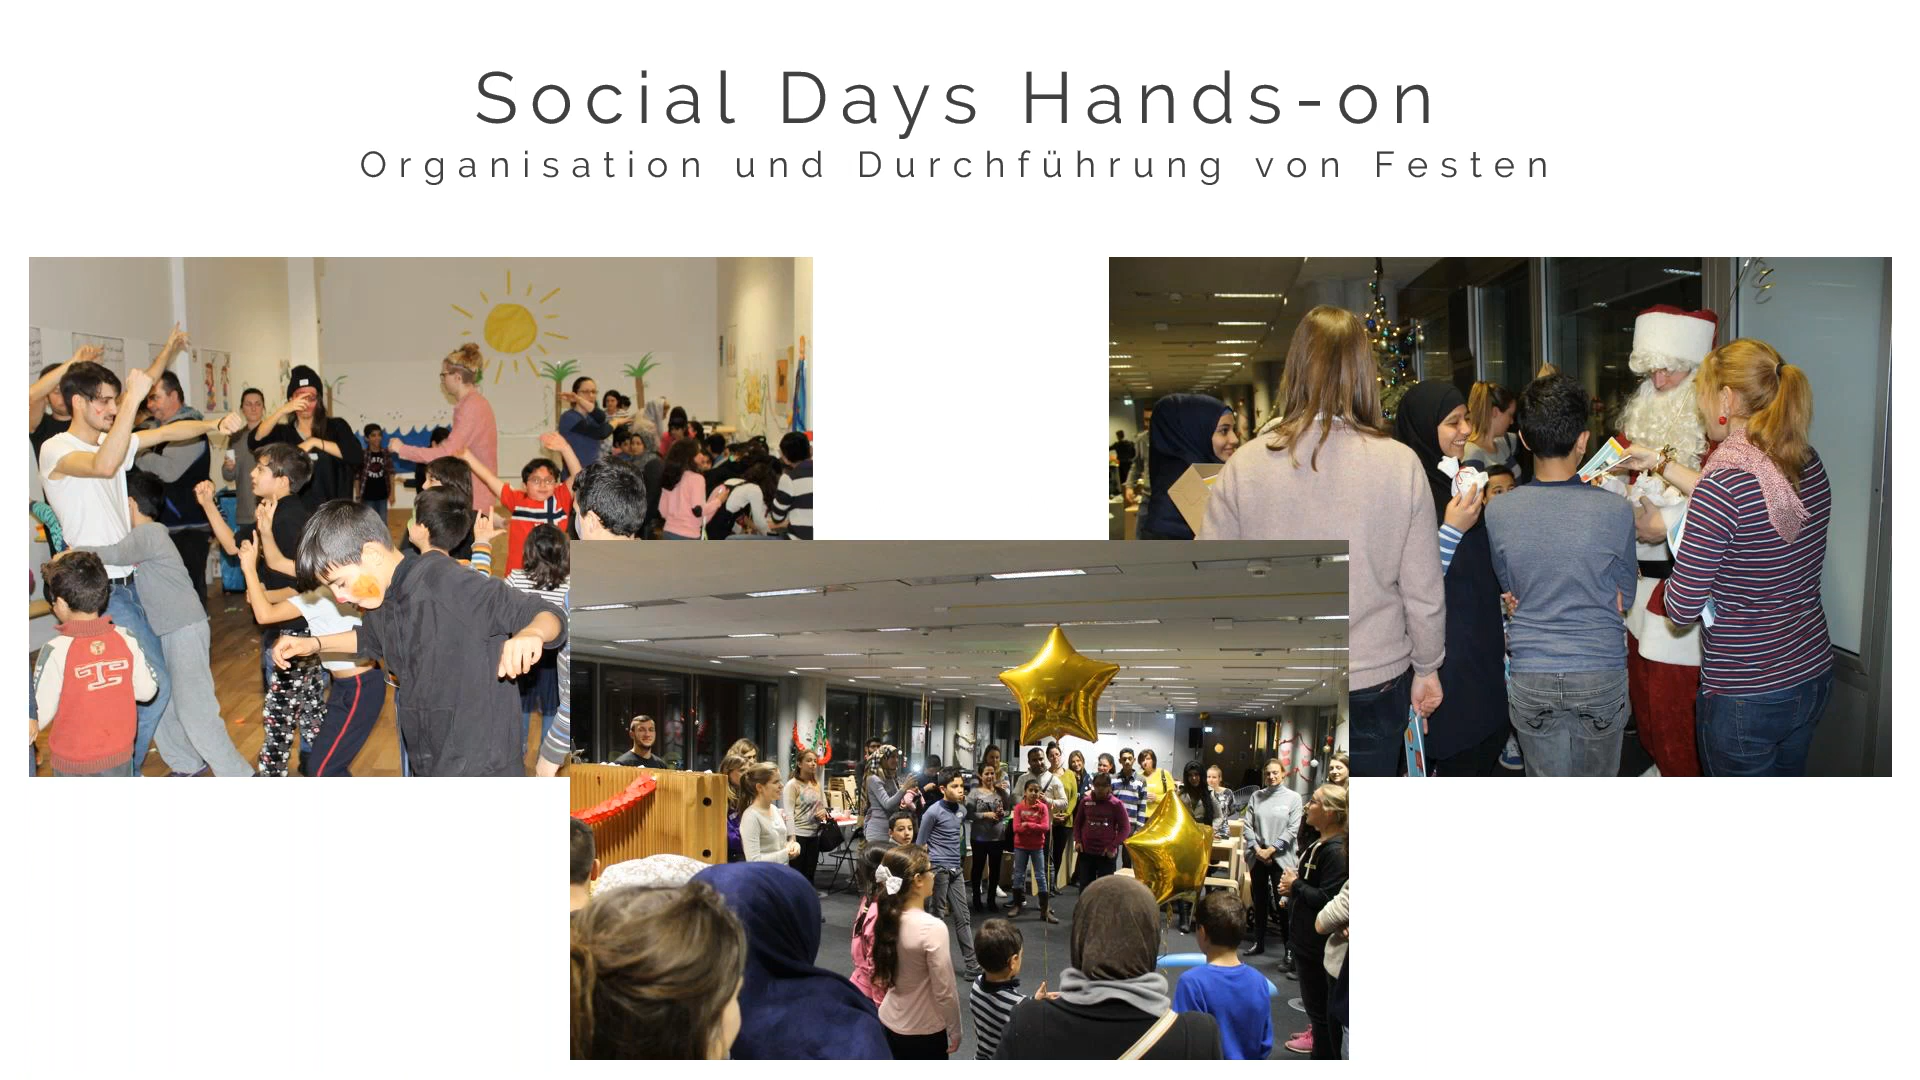 Social Days Hands-on
Organisation und Durchführung von Festen